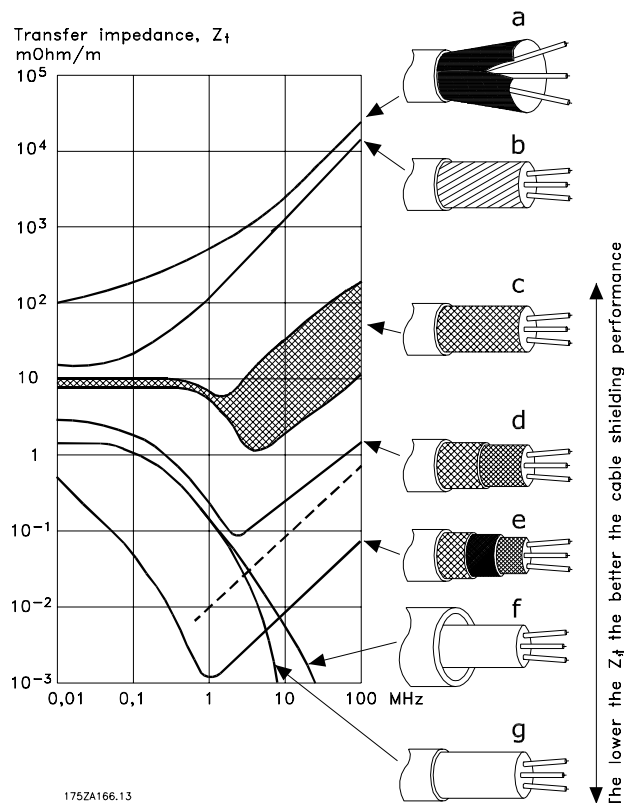 Transfer impedance, Zt
mOhm/m
10⁵
10⁴
10³
10²
10
1
10⁻¹
10⁻²
10⁻³
0,01
0,1
1
10
100
MHz
a
b
c
d
e
f
g
The lower the Zt the better the cable shielding performance
175ZA166.13